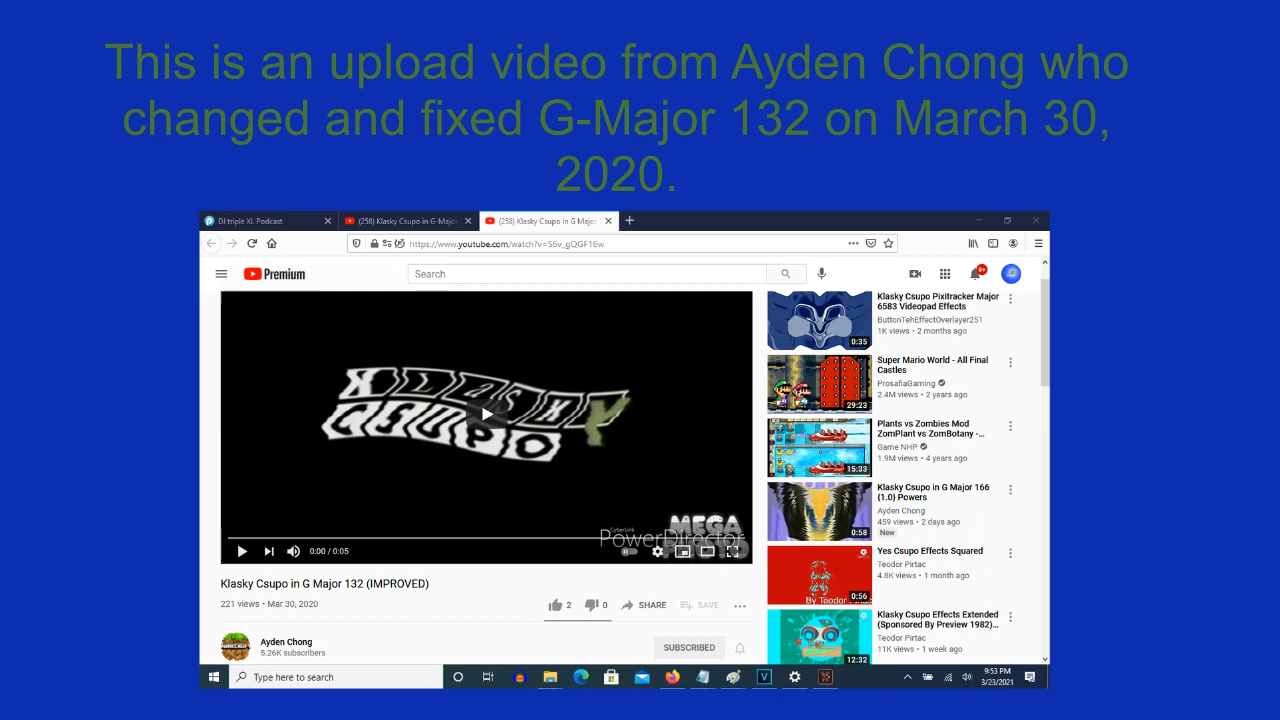 This is an upload video from Ayden Chong who
changed and fixed G-Major 132 on March 30,
2020.
DJ triple XL Podcast
(258) Klasky Csupo in G-Major
(258) Klasky Csupo in G Major
https://www.youtube.com/watch?v=S6v_gQGF16w
Premium
Search
9+
KLASKY
CSUPO
MEGA
CyberLink
PowerDirector
0:00 / 0:05
Klasky Csupo in G Major 132 (IMPROVED)
221 views • Mar 30, 2020
2
0
SHARE
SAVE
Ayden Chong
5.26K subscribers
SUBSCRIBED
Klasky Csupo Pixitracker Major
6583 Videopad Effects
ButtonTehEffectOverlayer251
1K views • 2 months ago
0:35
Super Mario World - All Final
Castles
ProsafiaGaming
2.4M views • 2 years ago
29:23
Plants vs Zombies Mod
ZomPlant vs ZomBotany -...
Game NHP
1.9M views • 4 years ago
15:33
Klasky Csupo in G Major 166
(1.0) Powers
Ayden Chong
459 views • 2 days ago
New
0:58
Yes Csupo Effects Squared
Teodor Pirtac
4.8K views • 1 month ago
By Teodor
0:56
Klasky Csupo Effects Extended
(Sponsored By Preview 1982)...
Teodor Pirtac
11K views • 1 week ago
12:32
Type here to search
9:53 PM
3/23/2021